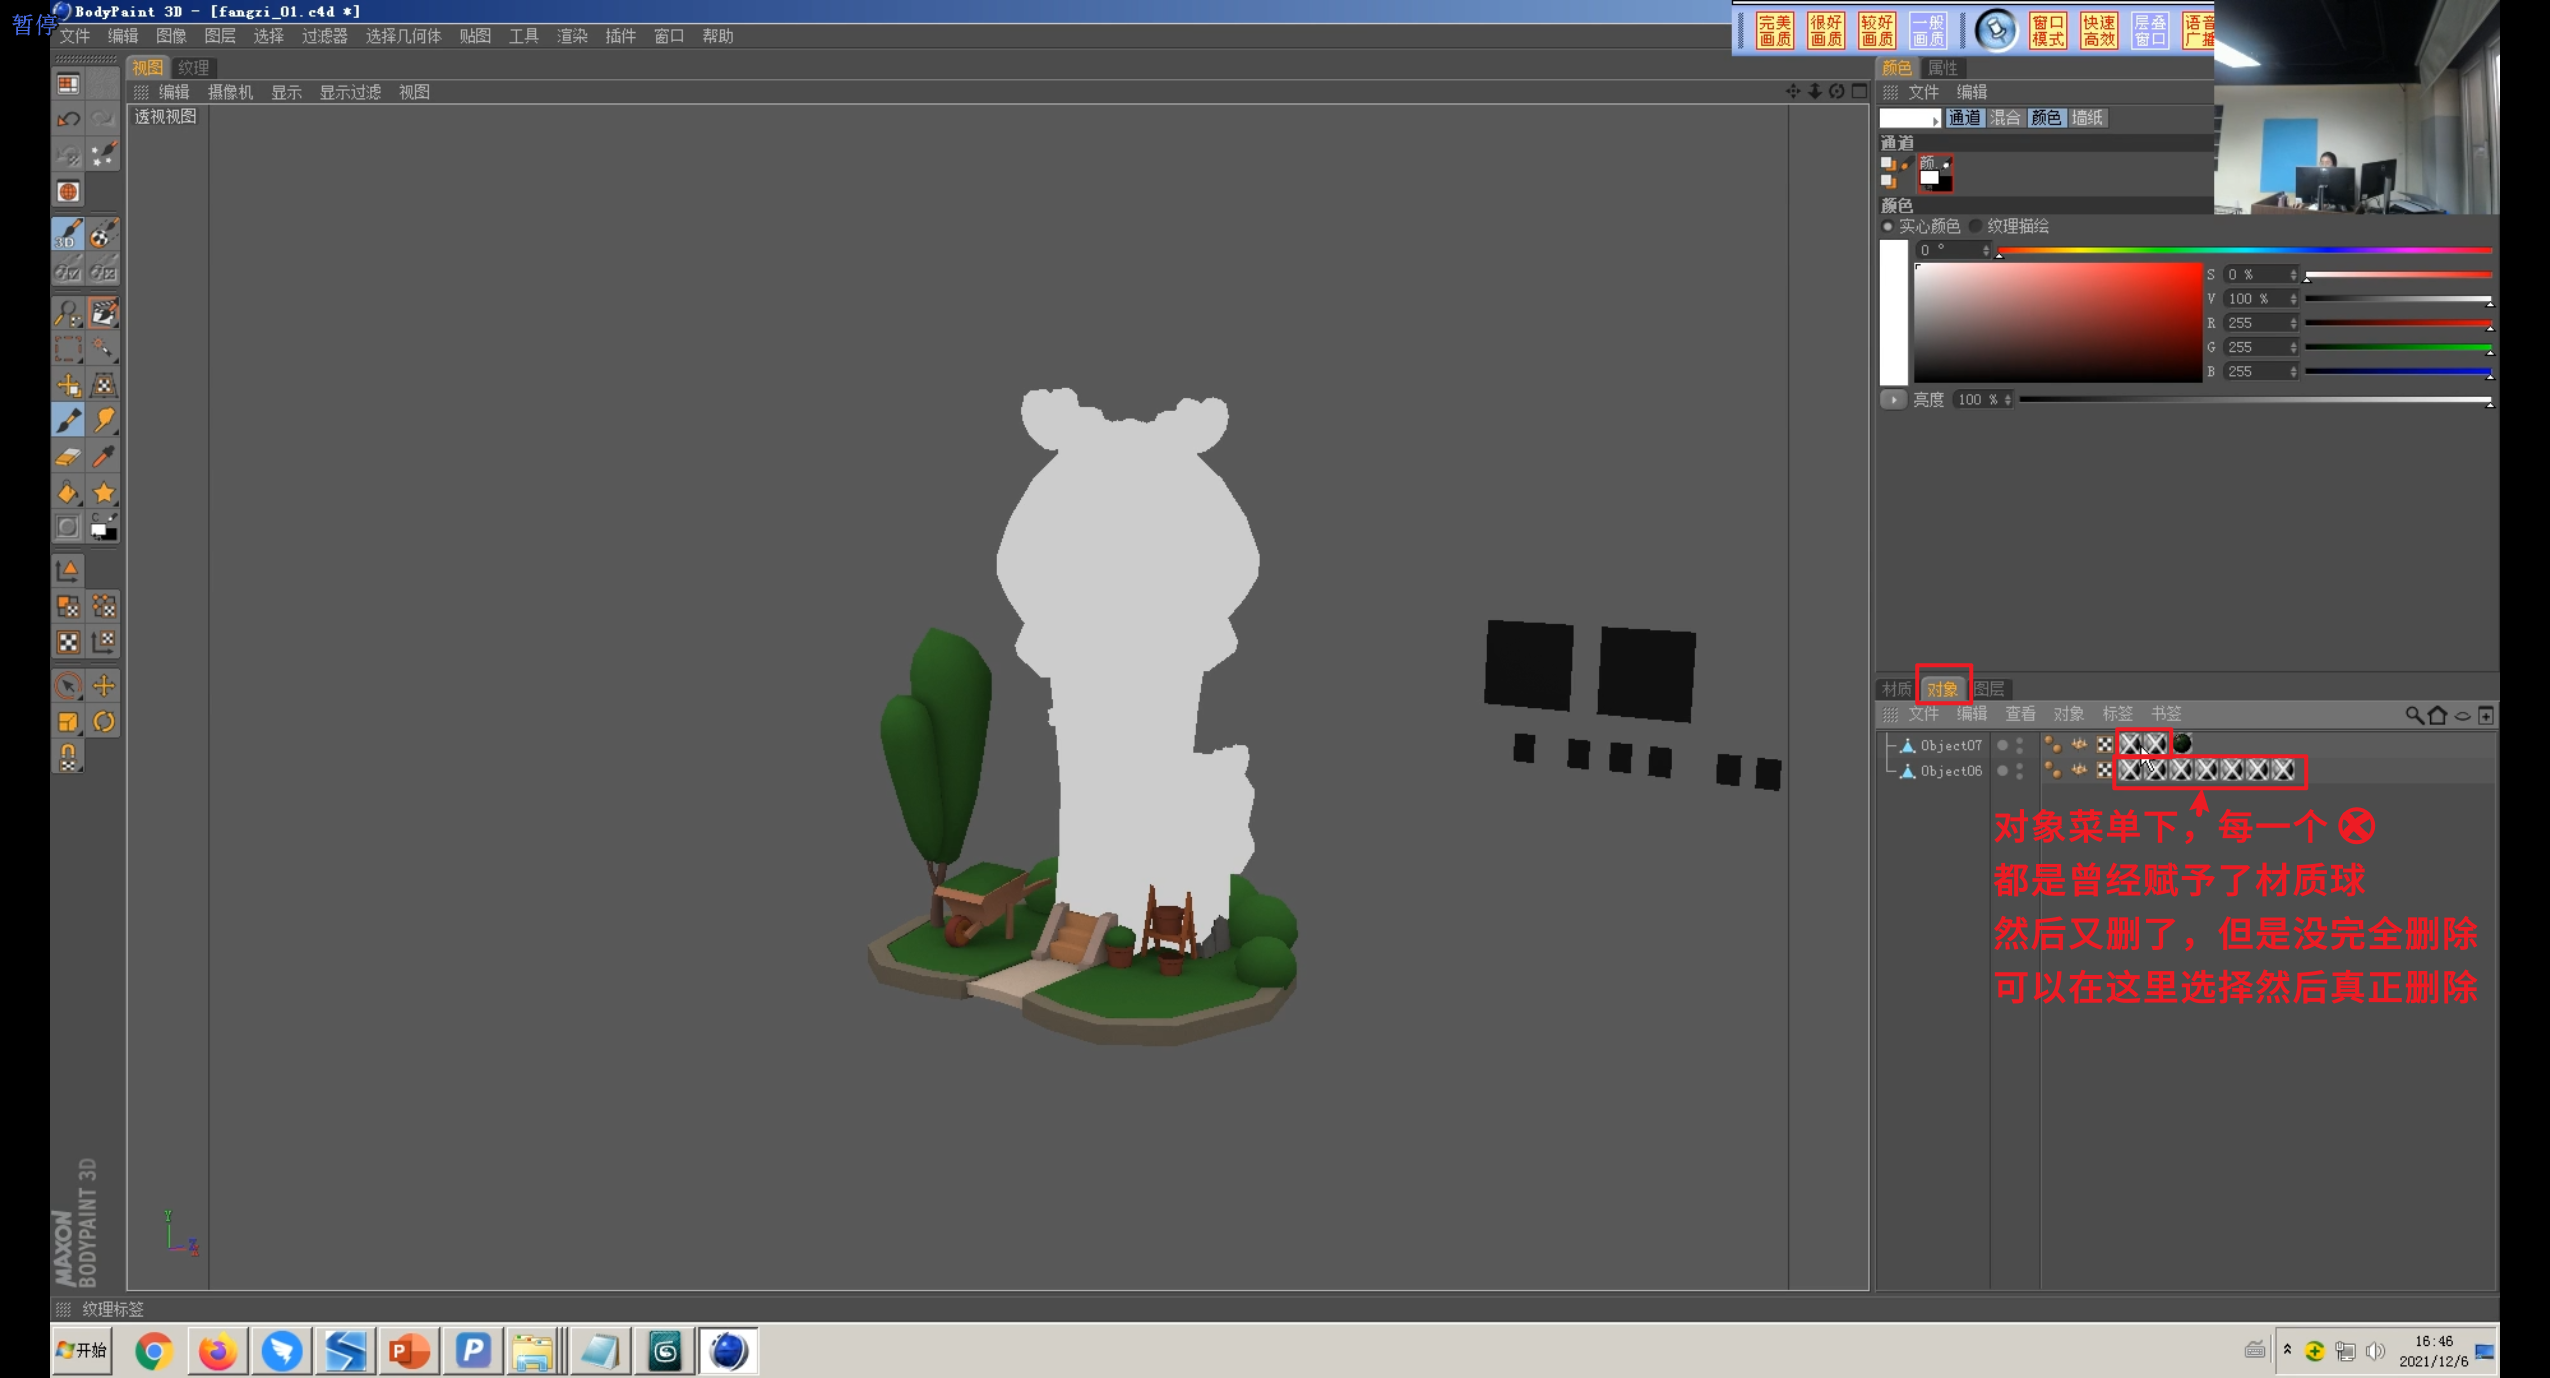 暂停
BodyPaint 3D - [fangzi_01.c4d *]
文件 编辑 图像 图层 选择 过滤器 选择几何体 贴图 工具 渲染 插件 窗口 帮助
完美画质 很好画质 较好画质 一般画质 窗口模式 快速高效 层叠窗口 语音广播
视图 纹理
编辑 摄像机 显示 显示过滤 视图
透视视图
颜色 属性
文件 编辑
通道 混合 颜色 墙纸
通道
颜.
颜色
实心颜色 纹理描绘
0 °
S 0 %
V 100 %
R 255
G 255
B 255
亮度 100 %
3D
材质 对象 图层
文件 编辑 查看 对象 标签 书签
Object07
Object06
对象菜单下，每一个
都是曾经赋予了材质球
然后又删了，但是没完全删除
可以在这里选择然后真正删除
Y
Z
MAXON
BODYPAINT 3D
纹理标签
开始
16:46
2021/12/6